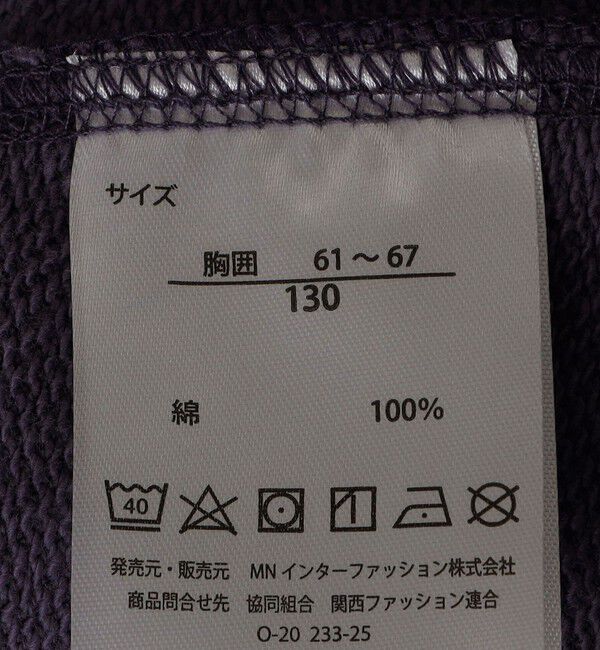 サイズ
胸囲 61～67
130
綿 100%
40
発売元・販売元 MNインターファッション株式会社
商品問合せ先 協同組合 関西ファッション連合
O-20 233-25